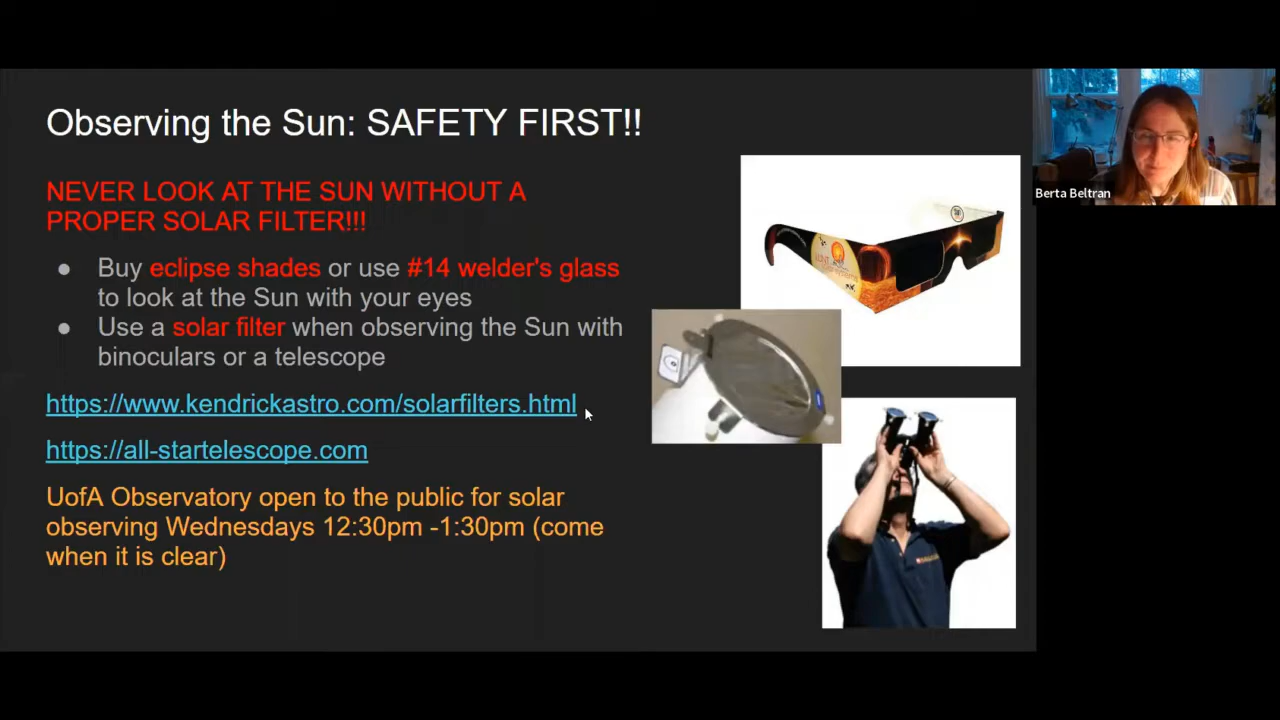 Observing the Sun: SAFETY FIRST!!
NEVER LOOK AT THE SUN WITHOUT A
PROPER SOLAR FILTER!!!
● Buy eclipse shades or use #14 welder's glass
to look at the Sun with your eyes
● Use a solar filter when observing the Sun with
binoculars or a telescope
https://www.kendrickastro.com/solarfilters.html
https://all-startelescope.com
UofA Observatory open to the public for solar
observing Wednesdays 12:30pm -1:30pm (come
when it is clear)
Berta Beltran